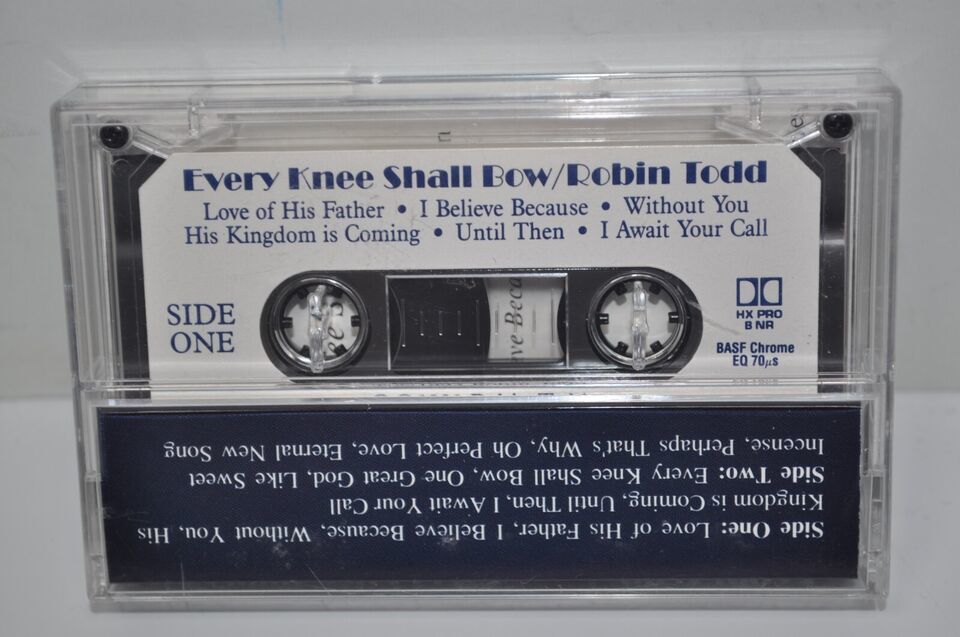 Every Knee Shall Bow/Robin Todd
Love of His Father • I Believe Because • Without You
His Kingdom is Coming • Until Then • I Await Your Call
SIDE
ONE
HX PRO
B NR
BASF Chrome
EQ 70µs
ve Beca
Side One: Love of His Father, I Believe Because, Without You, His
Kingdom is Coming, Until Then, I Await Your Call
Side Two: Every Knee Shall Bow, One Great God, Like Sweet
Incense, Perhaps That's Why, Oh Perfect Love, Eternal New Song